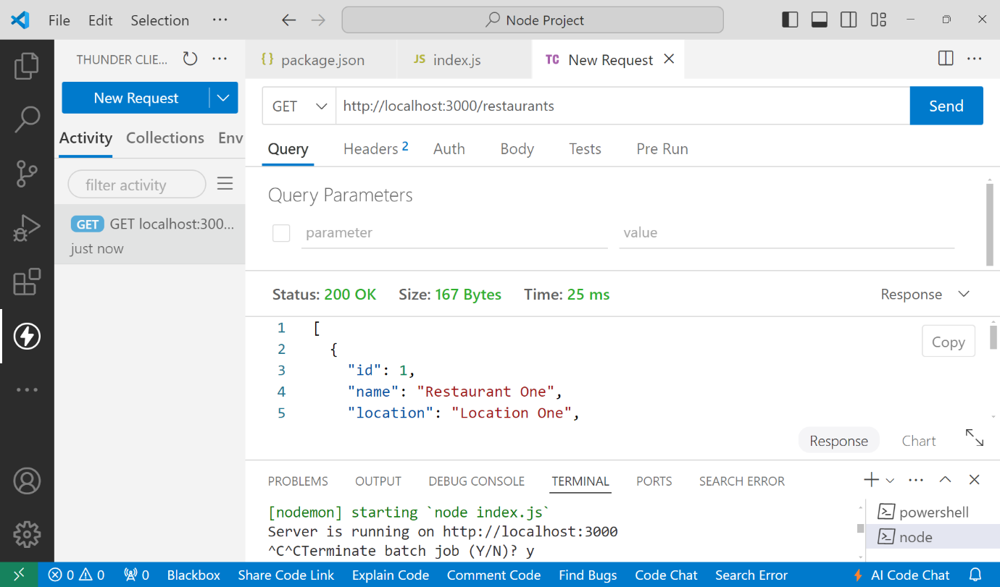 File Edit Selection ···
Node Project
THUNDER CLIE... ···
{} package.json
JS index.js
TC New Request
New Request
GET
http://localhost:3000/restaurants
Send
Activity Collections Env
Query Headers 2 Auth Body Tests Pre Run
filter activity
GET GET localhost:300...
just now
Query Parameters
parameter value
Status: 200 OK Size: 167 Bytes Time: 25 ms Response
1 [
2 {
3 "id": 1,
4 "name": "Restaurant One",
5 "location": "Location One",
Copy
Response Chart
PROBLEMS OUTPUT DEBUG CONSOLE TERMINAL PORTS SEARCH ERROR
[nodemon] starting `node index.js`
Server is running on http://localhost:3000
^C^CTerminate batch job (Y/N)? y
powershell
node
0 0 0 Blackbox Share Code Link Explain Code Comment Code Find Bugs Code Chat Search Error AI Code Chat